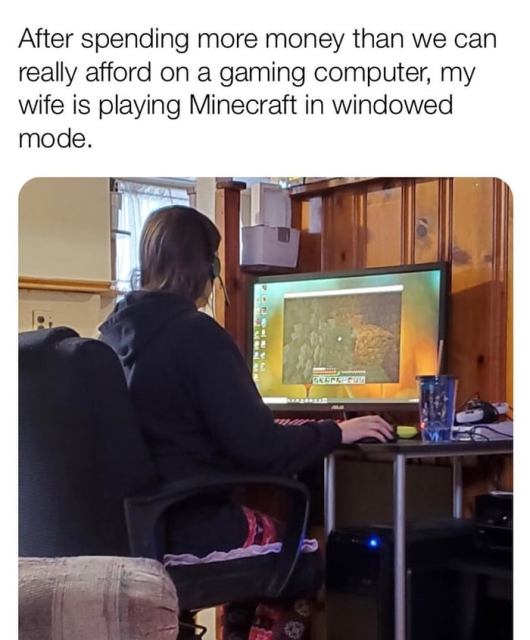 After spending more money than we can
really afford on a gaming computer, my
wife is playing Minecraft in windowed
mode.